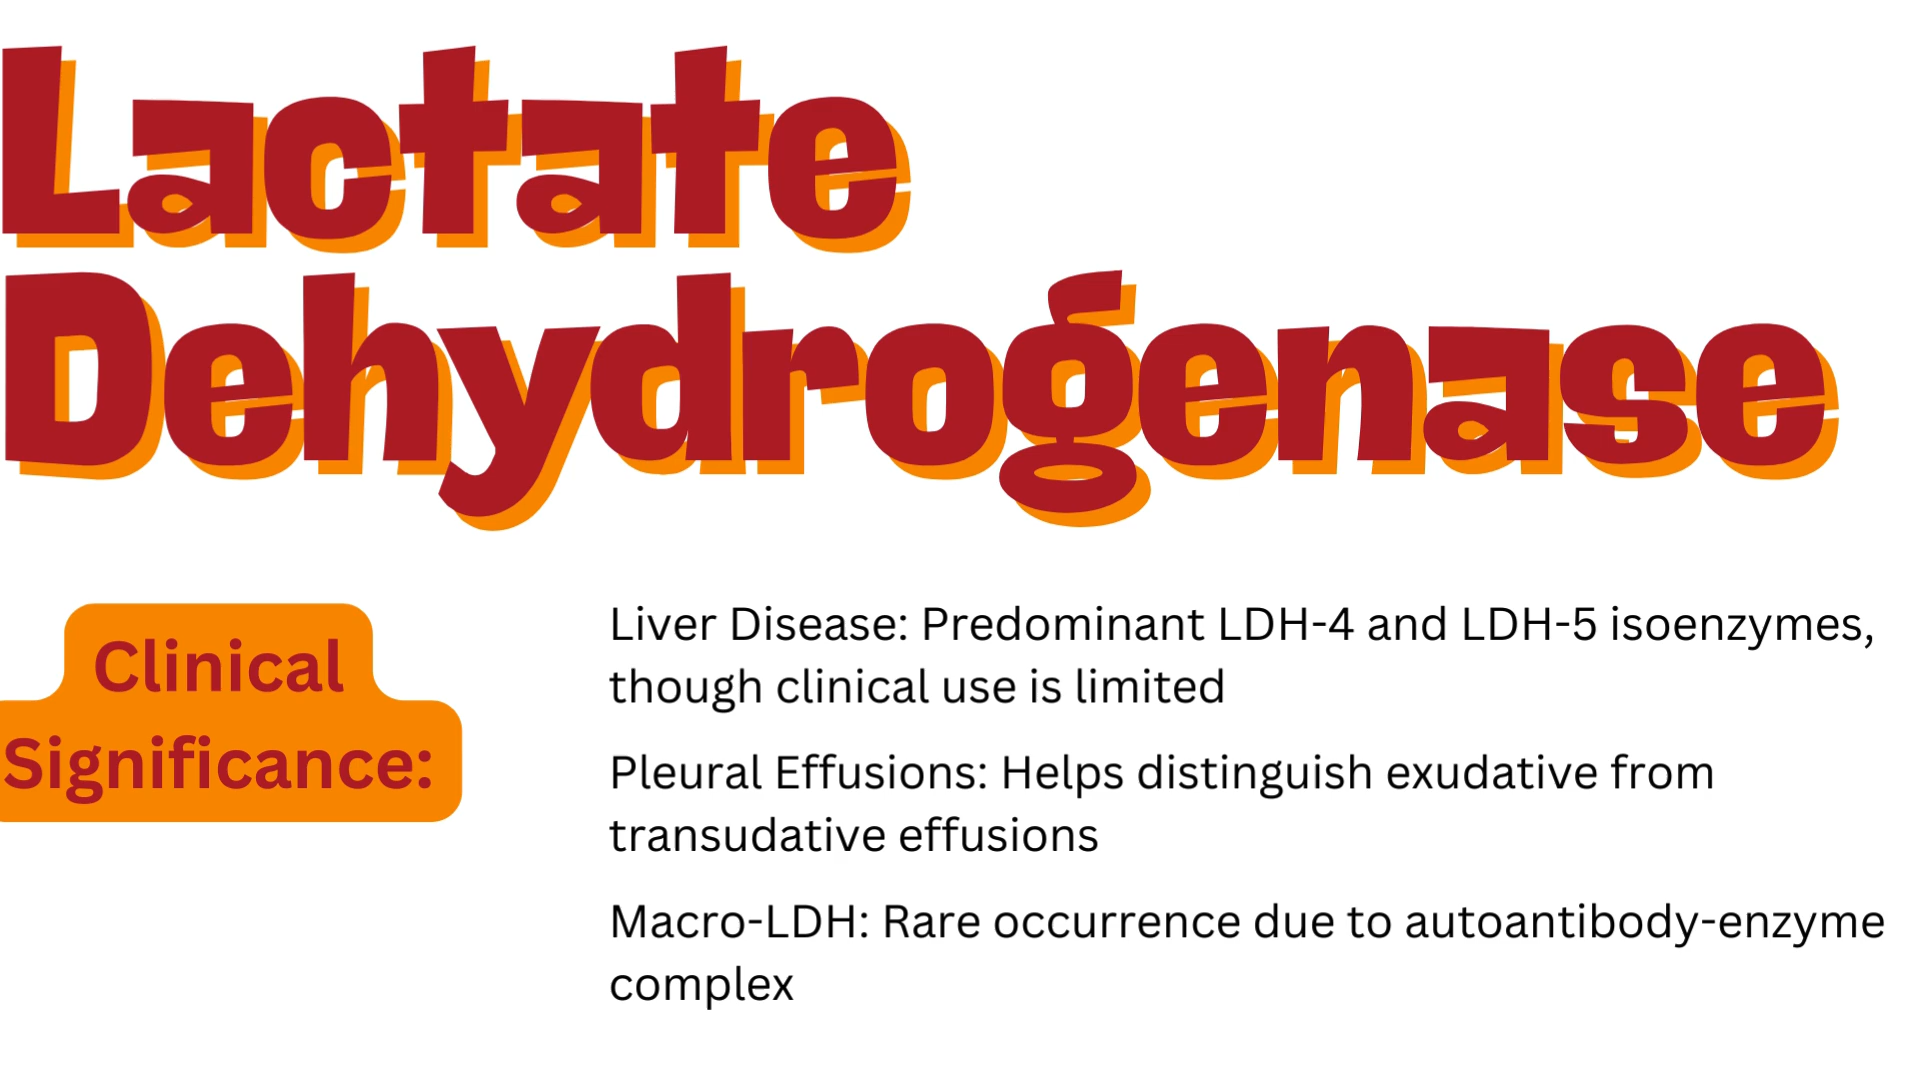 Lactate
Dehydrogenase
Clinical
Significance:
Liver Disease: Predominant LDH-4 and LDH-5 isoenzymes,
though clinical use is limited
Pleural Effusions: Helps distinguish exudative from
transudative effusions
Macro-LDH: Rare occurrence due to autoantibody-enzyme
complex